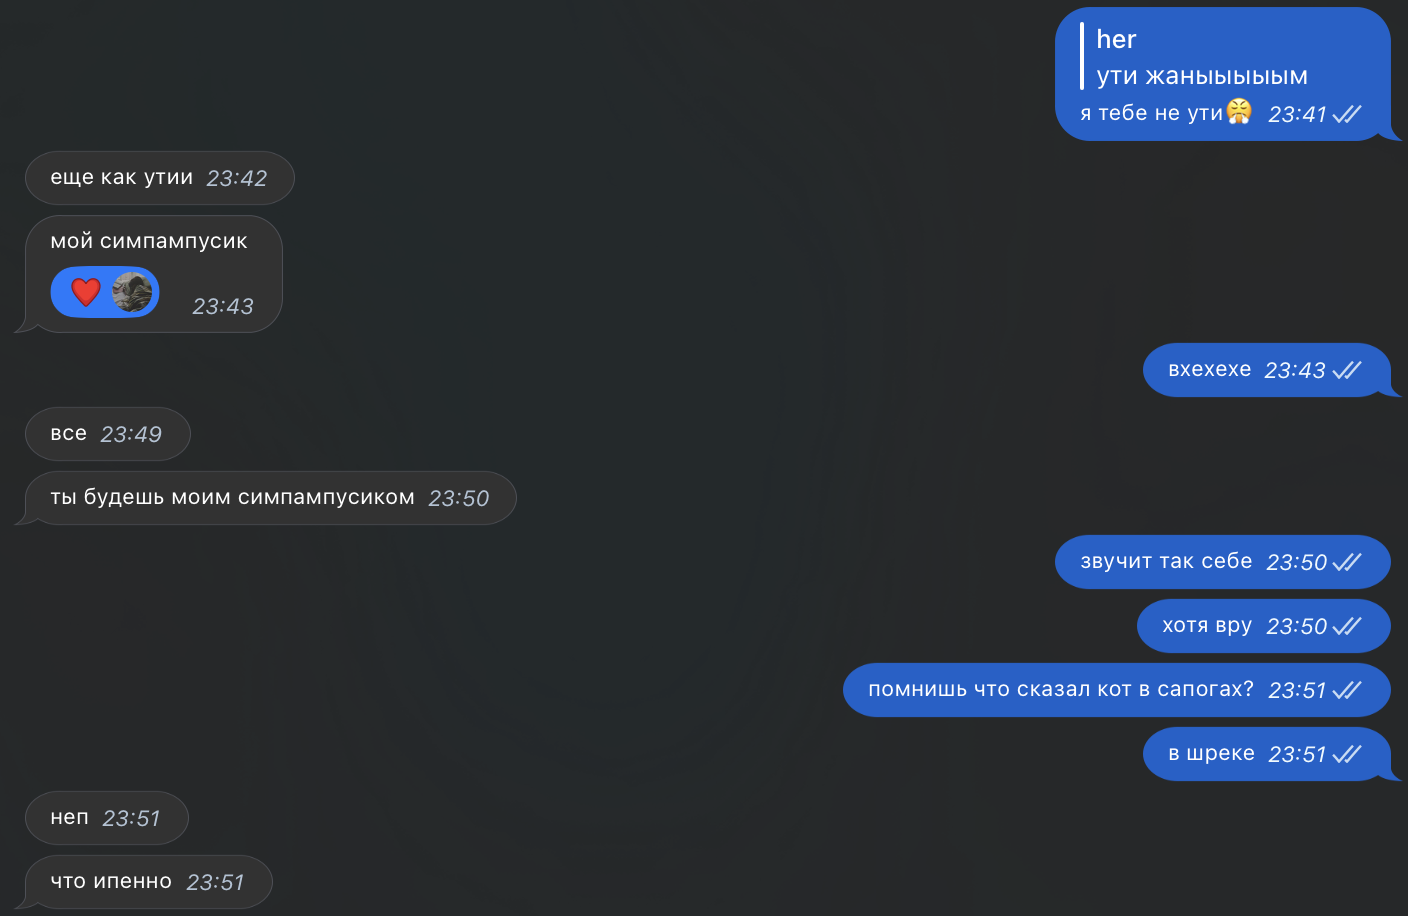 her
ути жаныыыыым
я тебе не ути😤 23:41
еще как утии 23:42
мой симпампусик
❤️ 23:43
вхехехе 23:43
все 23:49
ты будешь моим симпампусиком 23:50
звучит так себе 23:50
хотя вру 23:50
помнишь что сказал кот в сапогах? 23:51
в шреке 23:51
неп 23:51
что ипенно 23:51